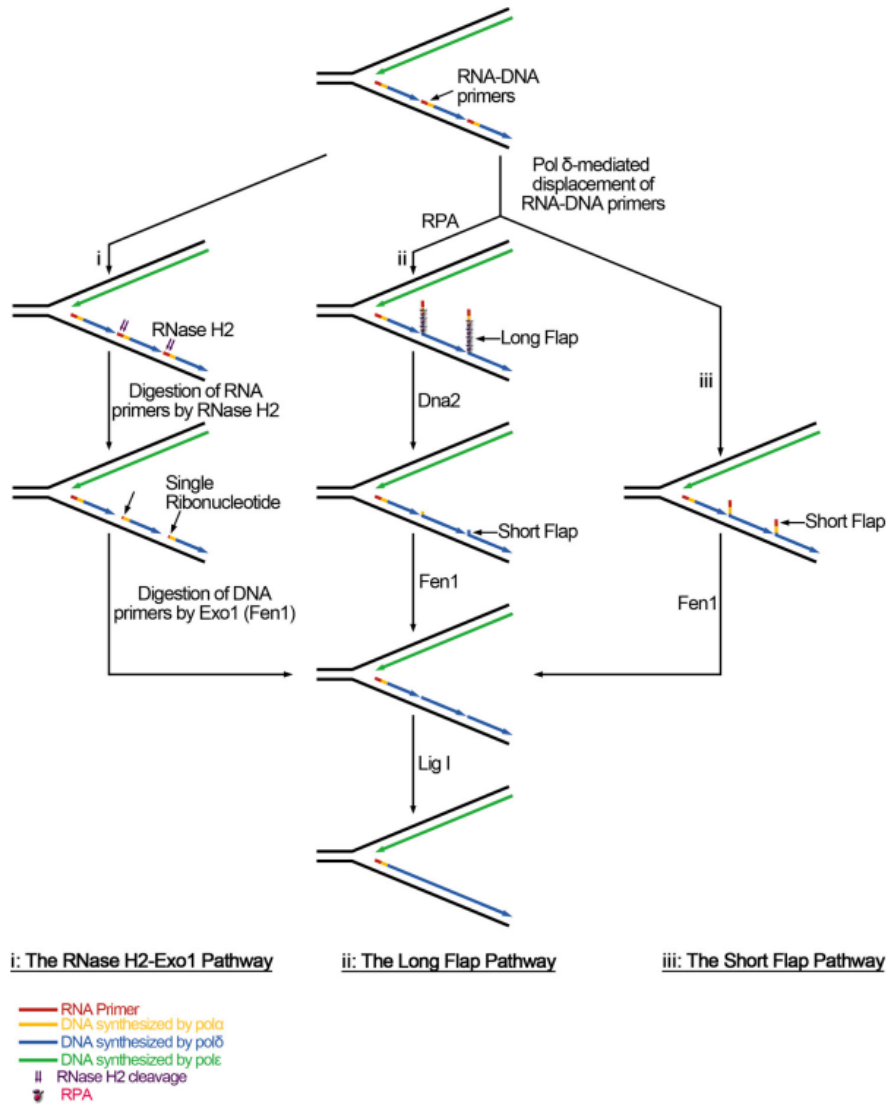 RNA-DNA
primers
Pol δ-mediated
displacement of
RNA-DNA primers
RPA
i
ii
RNase H2
Long Flap
iii
Digestion of RNA
primers by RNase H2
Dna2
Single
Ribonucleotide
Short Flap
Short Flap
Digestion of DNA
primers by Exo1 (Fen1)
Fen1
Fen1
Lig I
i: The RNase H2-Exo1 Pathway
ii: The Long Flap Pathway
iii: The Short Flap Pathway
RNA Primer
DNA synthesized by polα
DNA synthesized by polδ
DNA synthesized by polε
RNase H2 cleavage
RPA